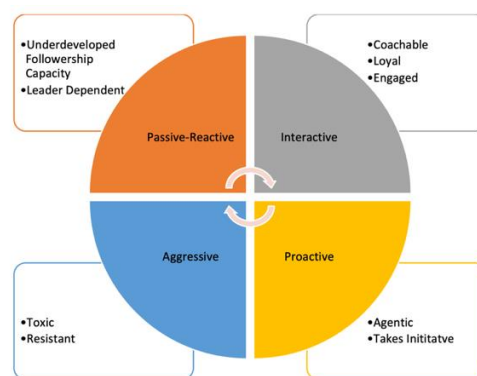 •Underdeveloped
Followership
Capacity
•Leader Dependent
•Coachable
•Loyal
•Engaged
Passive-Reactive
Interactive
Aggressive
Proactive
•Toxic
•Resistant
•Agentic
•Takes Inititatve